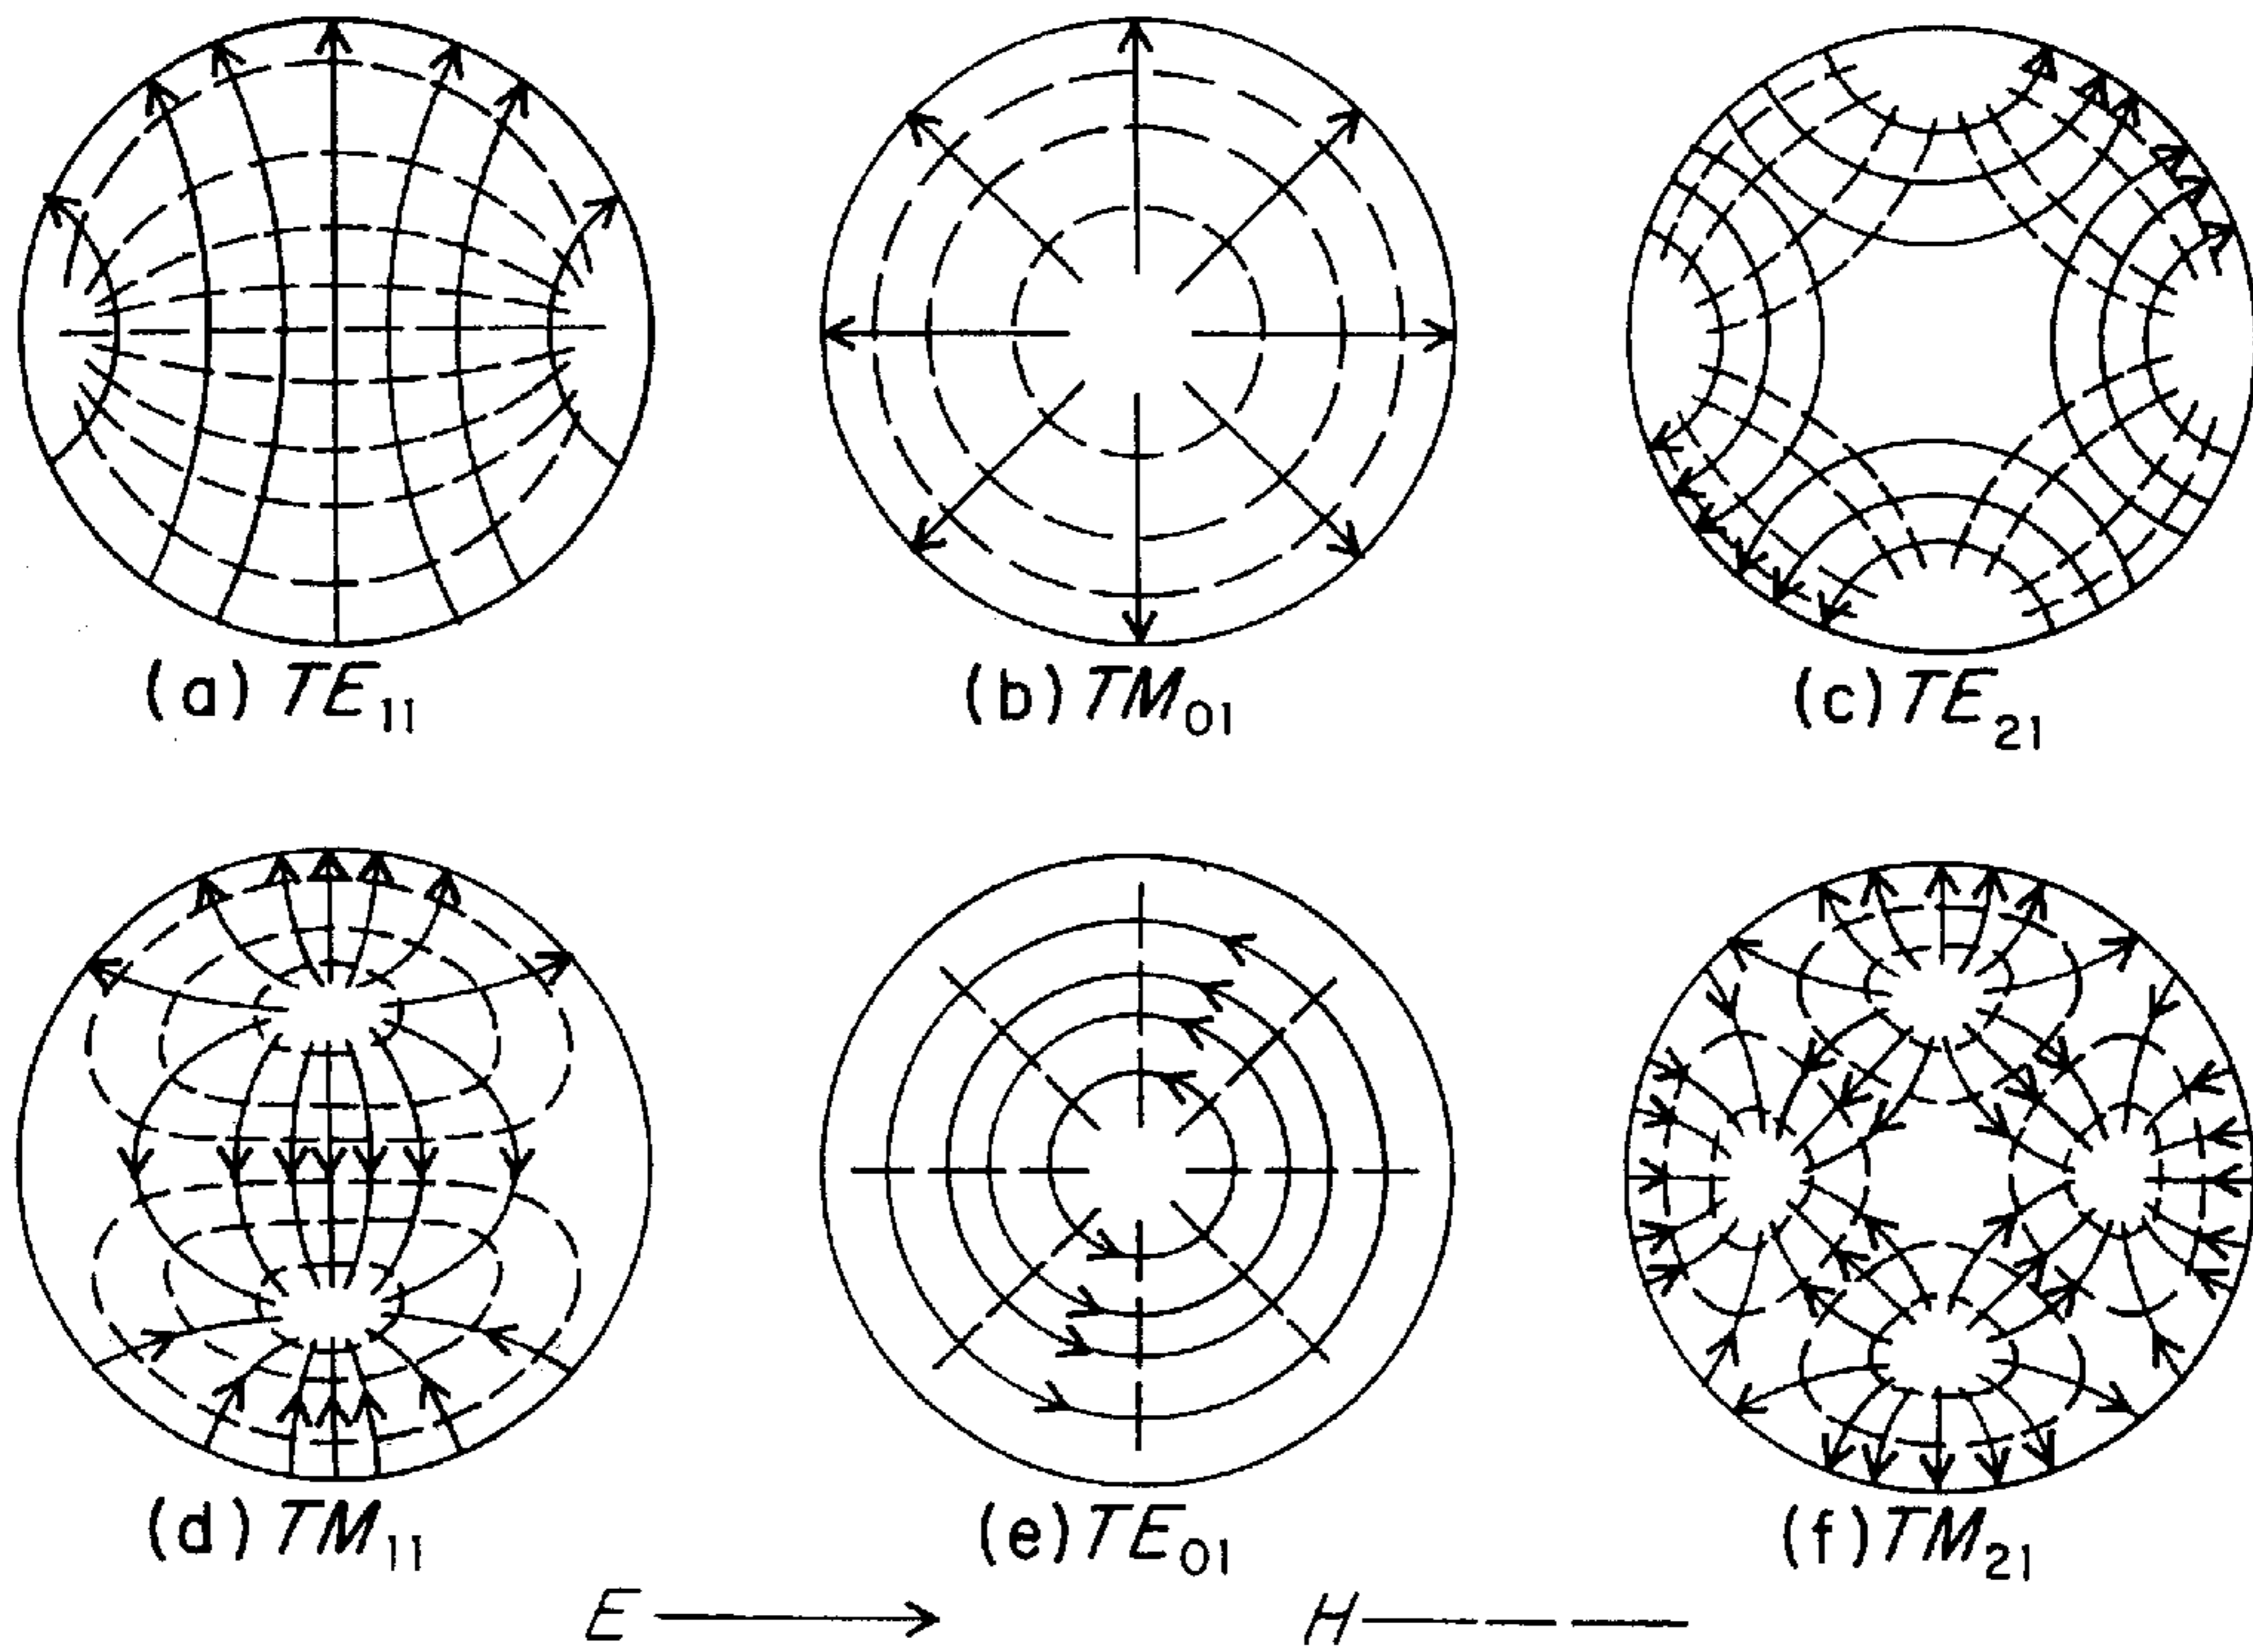 (a) TE₁₁
(b) TM₀₁
(c) TE₂₁
(d) TM₁₁
(e) TE₀₁
(f) TM₂₁
E
H